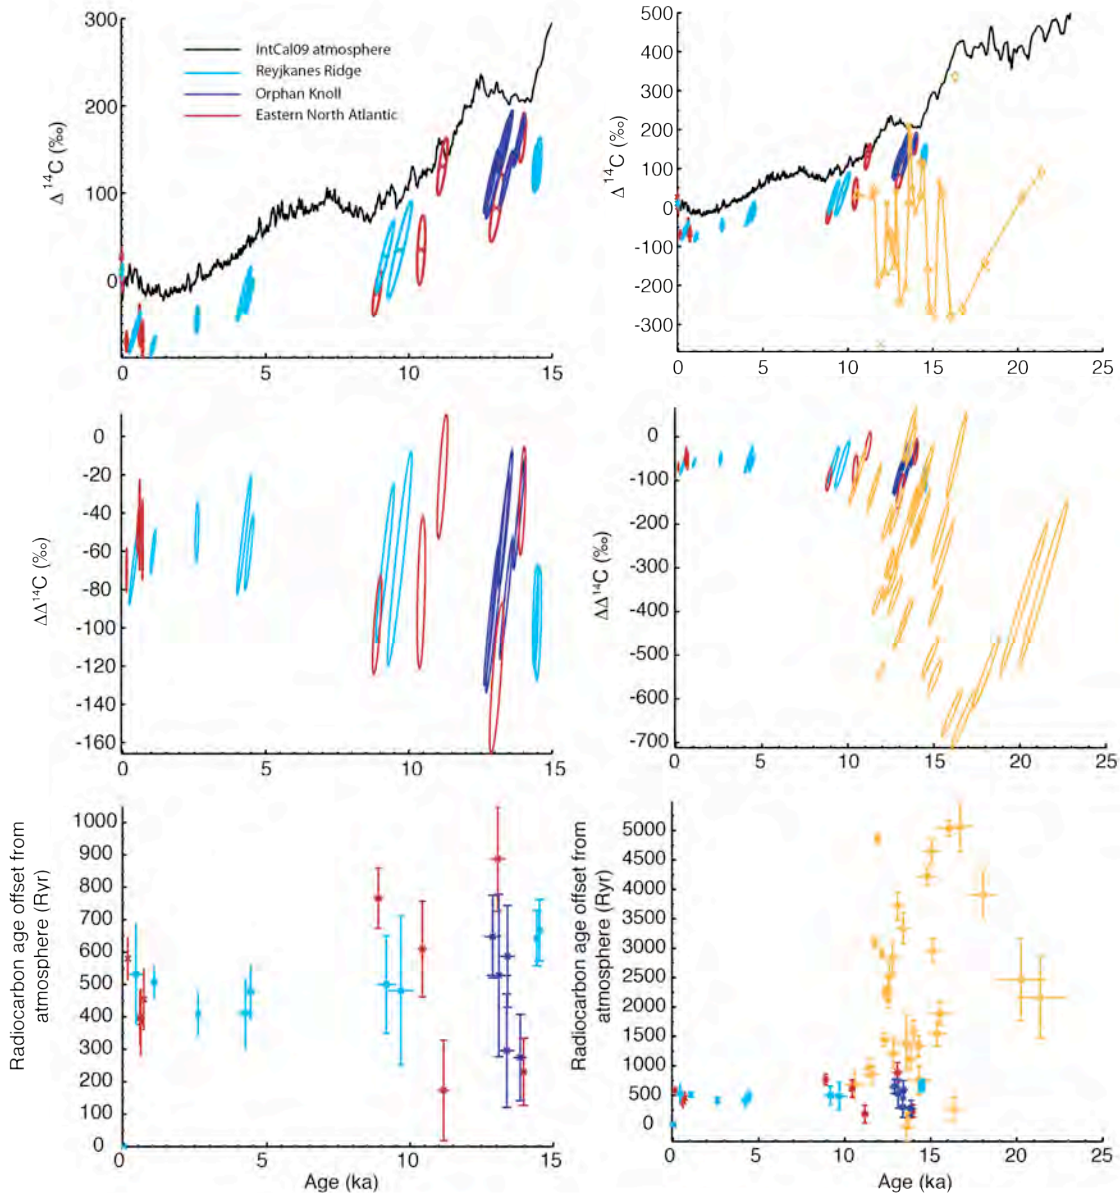 300
200
100
0
Δ 14C (‰)
IntCal09 atmosphere
Reyjkanes Ridge
Orphan Knoll
Eastern North Atlantic
0 5 10 15
500
400
300
200
100
0
-100
-200
-300
Δ 14C (‰)
0 5 10 15 20 25
0
-20
-40
-60
-80
-100
-120
-140
-160
ΔΔ14C (‰)
0 5 10 15
0
-100
-200
-300
-400
-500
-600
-700
ΔΔ14C (‰)
0 5 10 15 20 25
1000
900
800
700
600
500
400
300
200
100
0
Radiocarbon age offset from
atmosphere (Ryr)
0 5 10 15
Age (ka)
5000
4500
4000
3500
3000
2500
2000
1500
1000
500
0
Radiocarbon age offset from
atmosphere (Ryr)
0 5 10 15 20 25
Age (ka)